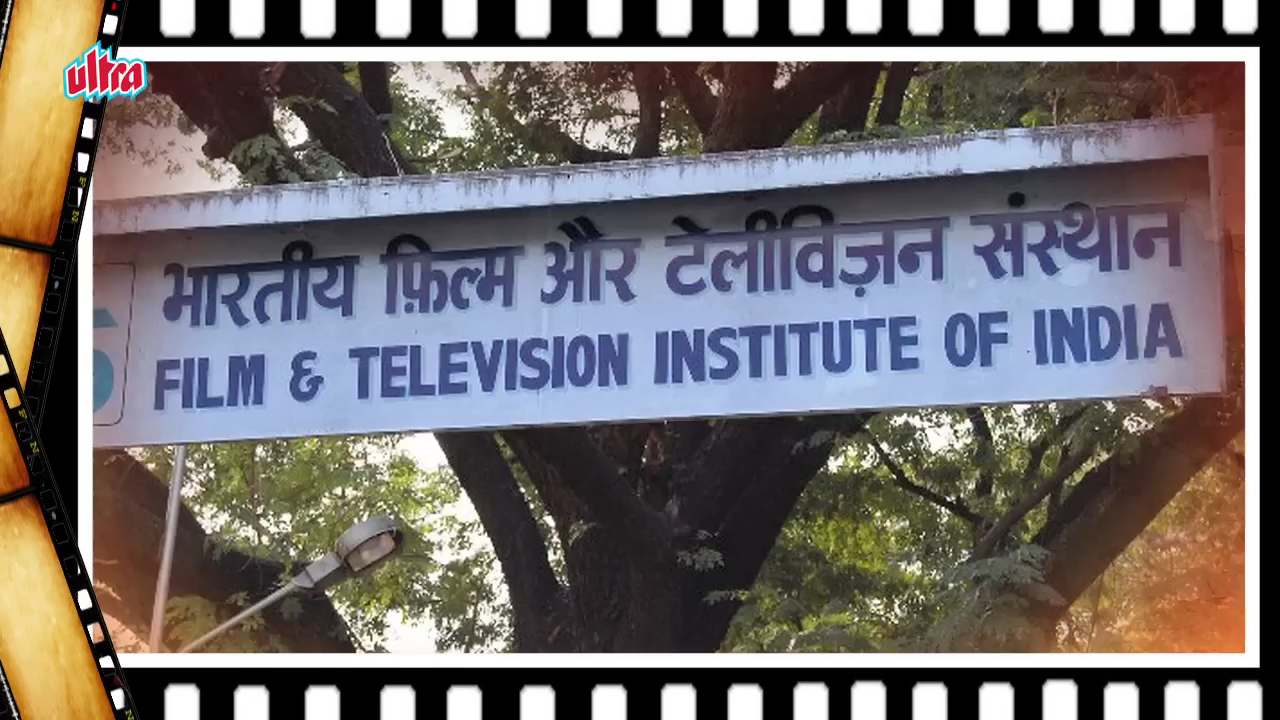 ultra
भारतीय फ़िल्म और टेलीविज़न संस्थान
FILM & TELEVISION INSTITUTE OF INDIA